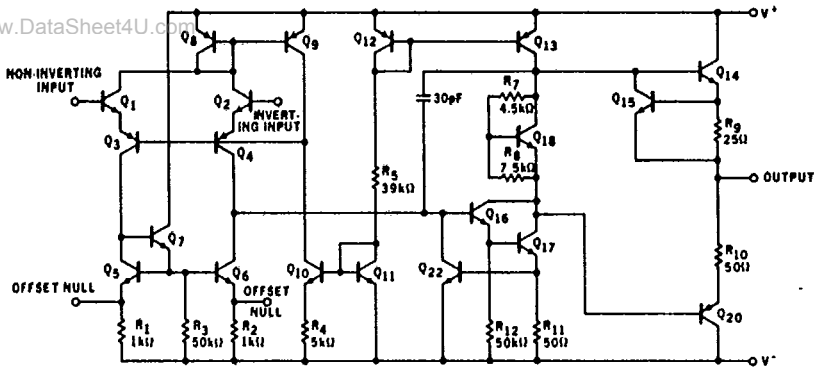 w.DataSheet4U.com
V+
Q8
Q9
Q12
Q13
NON-INVERTING
INPUT
Q1
Q2
INVERT-
ING INPUT
Q3
Q4
30pF
R7
4.5kΩ
Q18
R8
7.5kΩ
Q15
Q14
R9
25Ω
OUTPUT
R5
39kΩ
Q7
Q16
Q17
R10
50Ω
Q5
Q6
Q10
Q11
Q22
OFFSET NULL
OFFSET
NULL
Q20
R1
1kΩ
R3
50kΩ
R2
1kΩ
R4
5kΩ
R12
50kΩ
R11
50Ω
V-